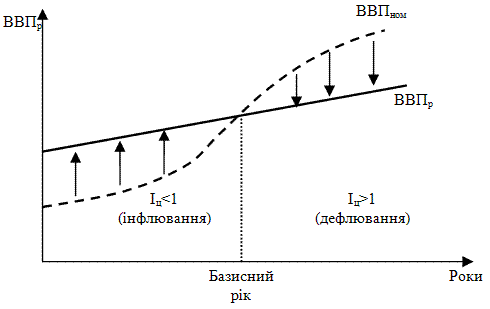 ВВПр
ВВПном
ВВПр
Іц<1
(інфлювання)
Іц>1
(дефлювання)
Базисний
рік
Роки